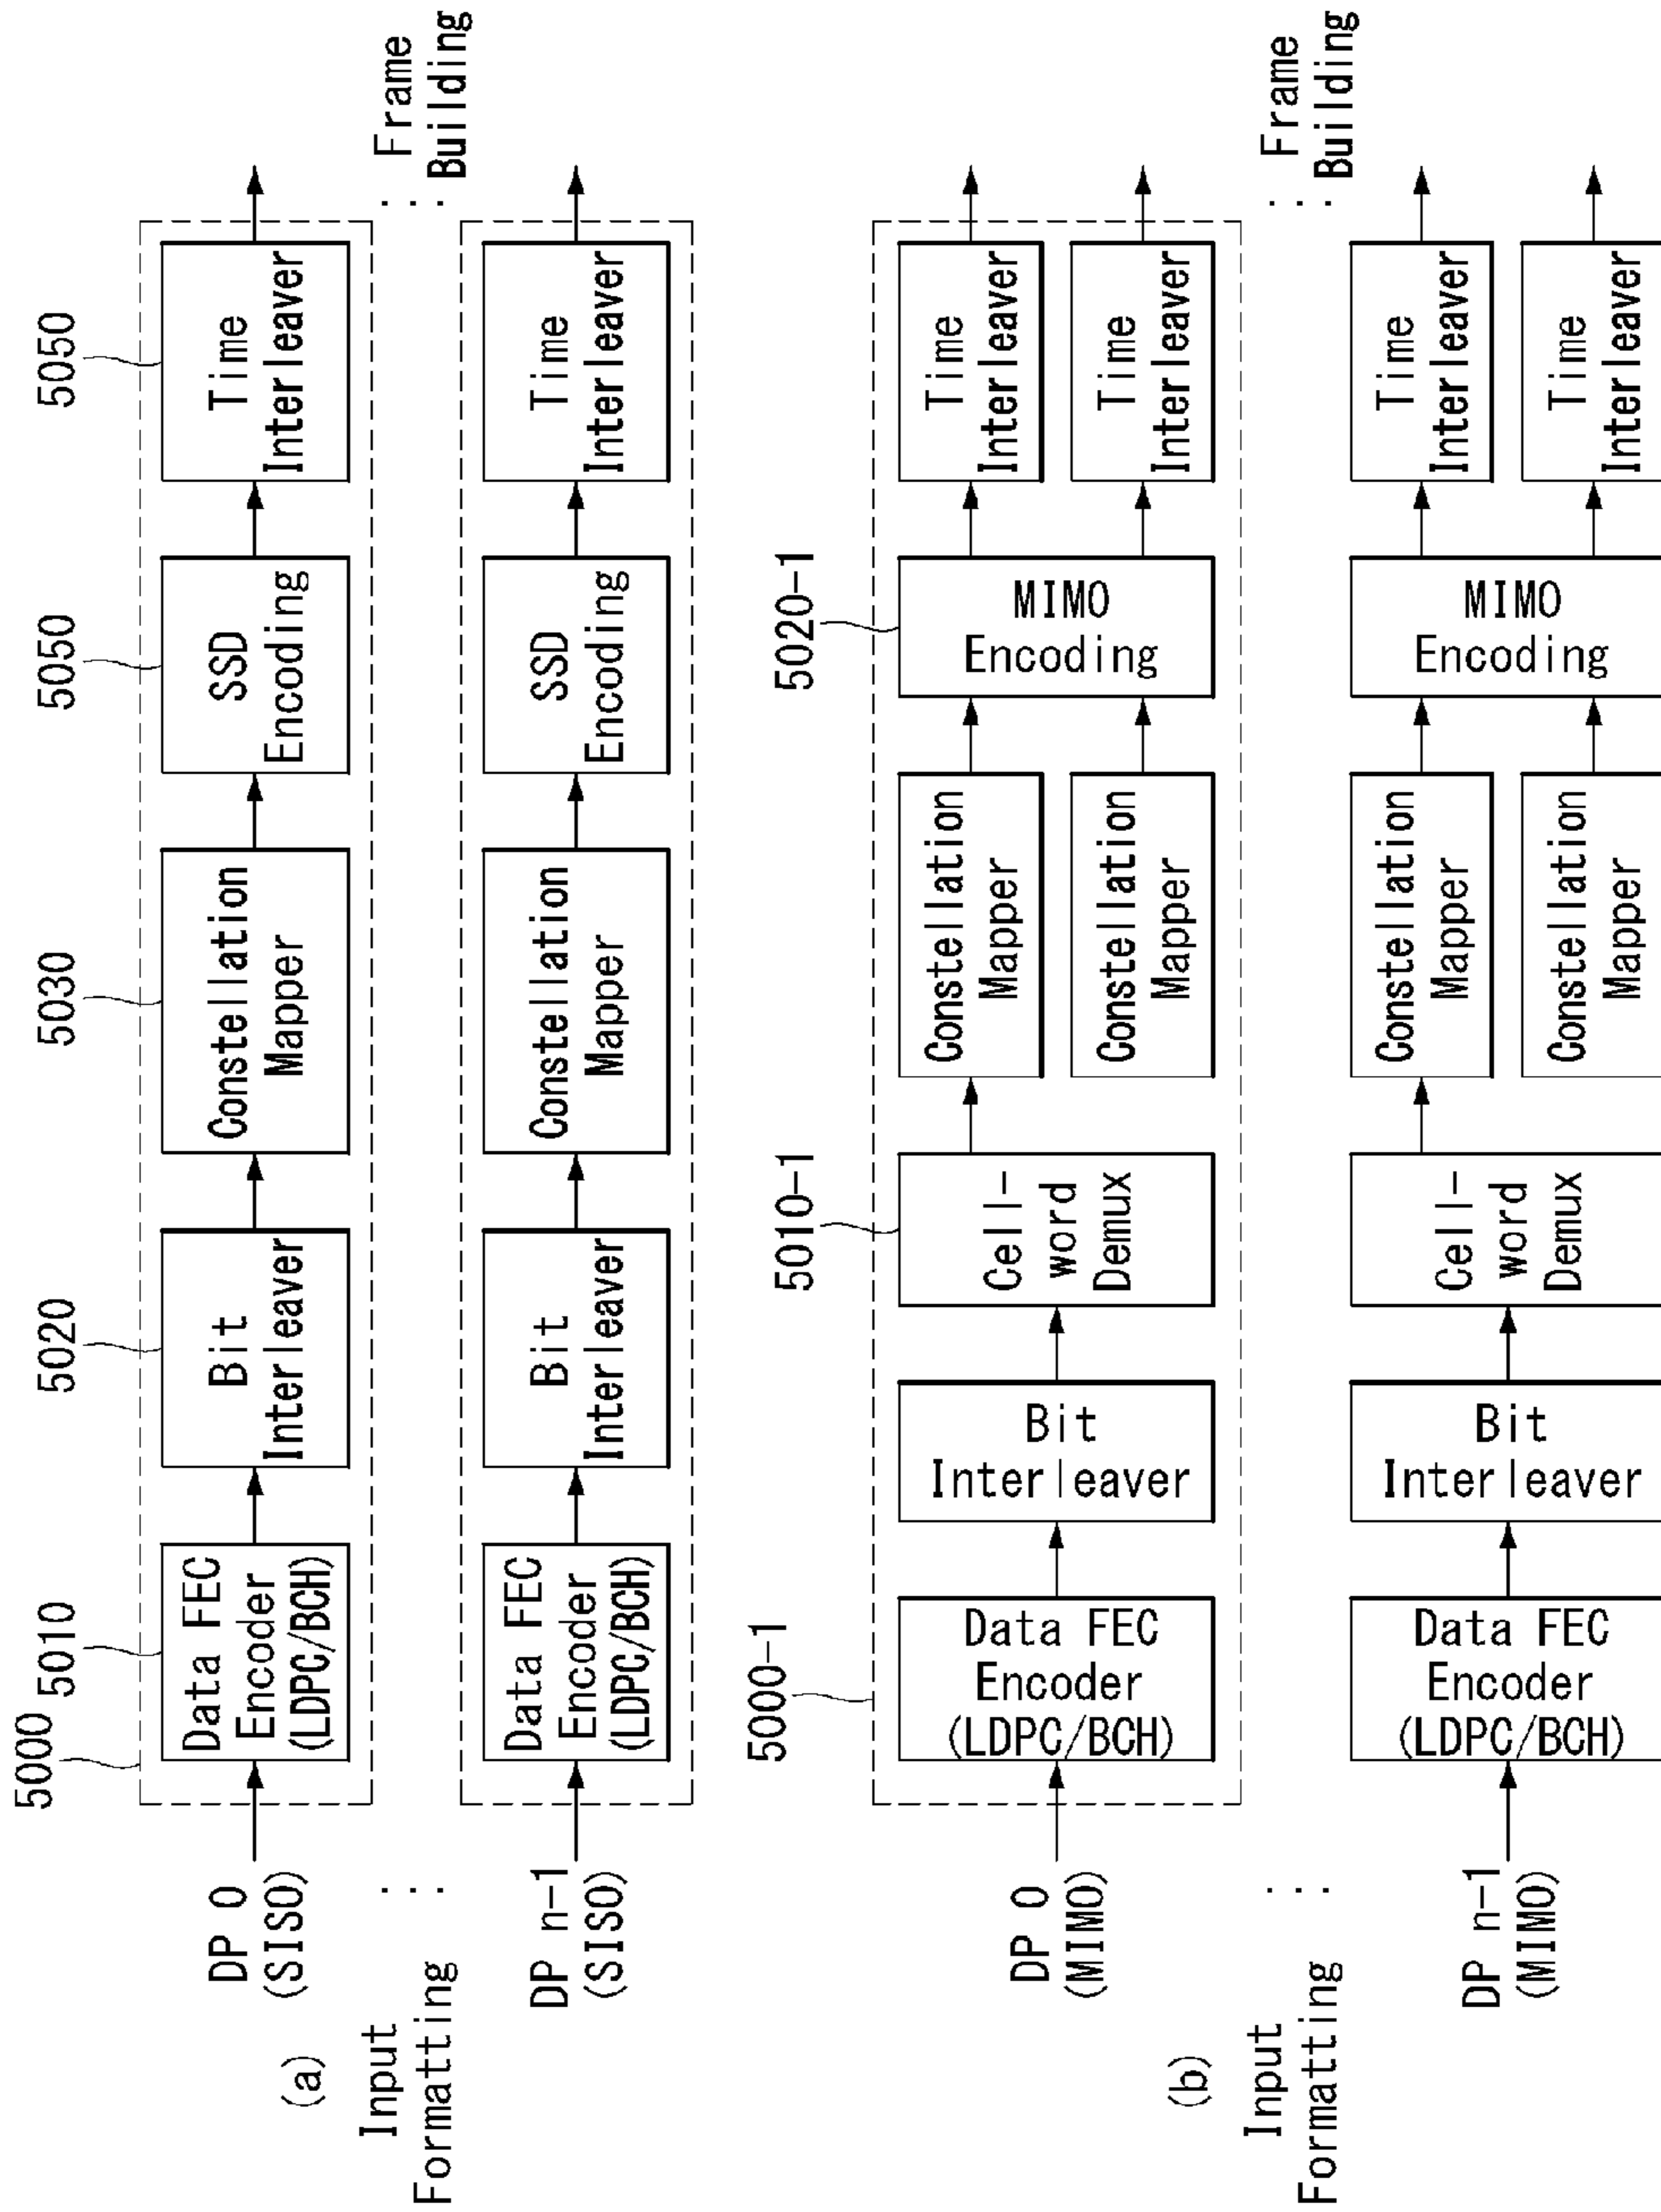 (a)
Input
Formatting
DP 0
(SISO)
⋮
DP n-1
(SISO)
5000
5010
5020
5030
5050
5050
Data FEC
Encoder
(LDPC/BCH)
Bit
Interleaver
Constellation
Mapper
SSD
Encoding
Time
Interleaver
Data FEC
Encoder
(LDPC/BCH)
Bit
Interleaver
Constellation
Mapper
SSD
Encoding
Time
Interleaver
⋮
Frame
Building
(b)
Input
Formatting
DP 0
(MIMO)
⋮
DP n-1
(MIMO)
5000-1
5010-1
5020-1
Data FEC
Encoder
(LDPC/BCH)
Bit
Interleaver
Cell-
word
Demux
Constellation
Mapper
Constellation
Mapper
MIMO
Encoding
Time
Interleaver
Time
Interleaver
Data FEC
Encoder
(LDPC/BCH)
Bit
Interleaver
Cell-
word
Demux
Constellation
Mapper
Constellation
Mapper
MIMO
Encoding
Time
Interleaver
Time
Interleaver
⋮
Frame
Building